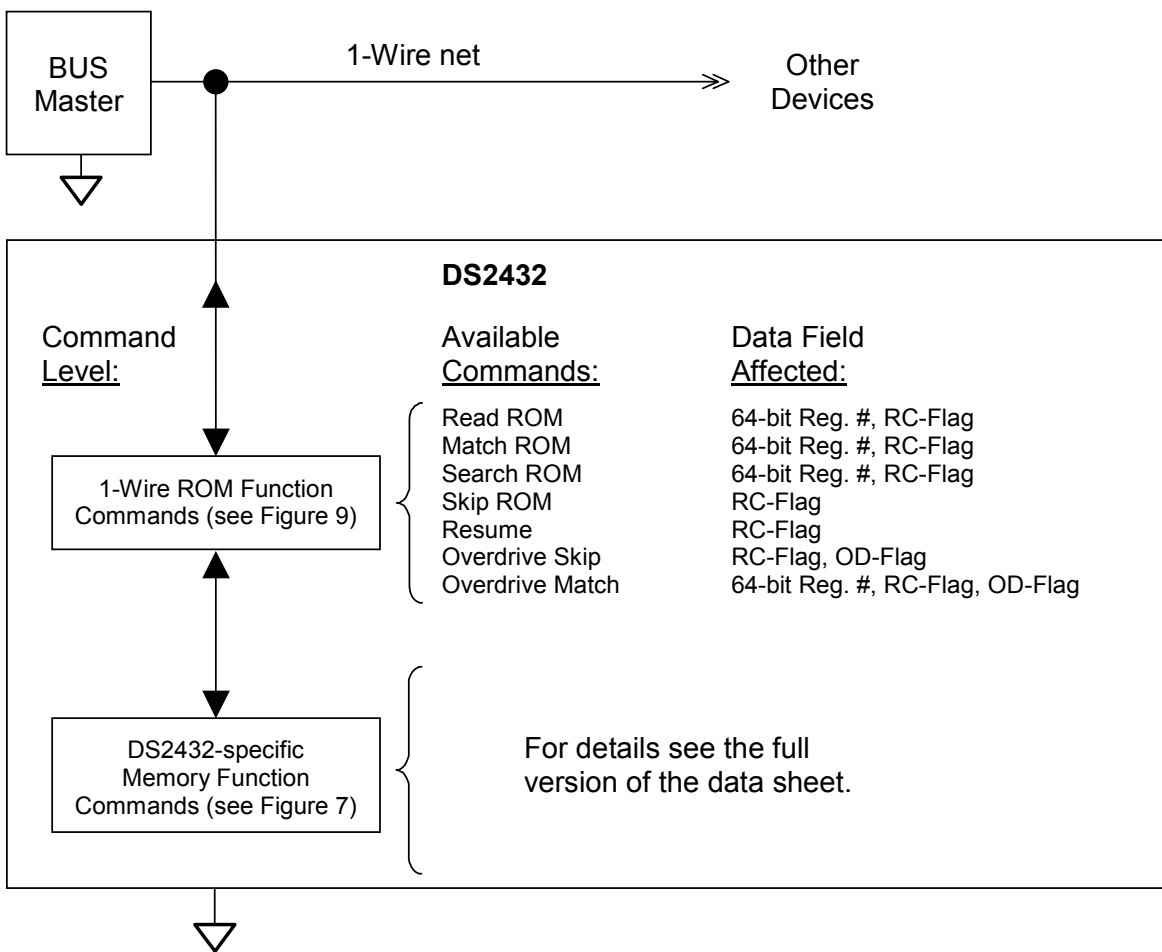 BUS
Master
1-Wire net
Other
Devices
DS2432
Command
Level:
Available
Commands:
Data Field
Affected:
Read ROM 64-bit Reg. #, RC-Flag
Match ROM 64-bit Reg. #, RC-Flag
Search ROM 64-bit Reg. #, RC-Flag
Skip ROM RC-Flag
Resume RC-Flag
Overdrive Skip RC-Flag, OD-Flag
Overdrive Match 64-bit Reg. #, RC-Flag, OD-Flag
1-Wire ROM Function
Commands (see Figure 9)
DS2432-specific
Memory Function
Commands (see Figure 7)
For details see the full
version of the data sheet.